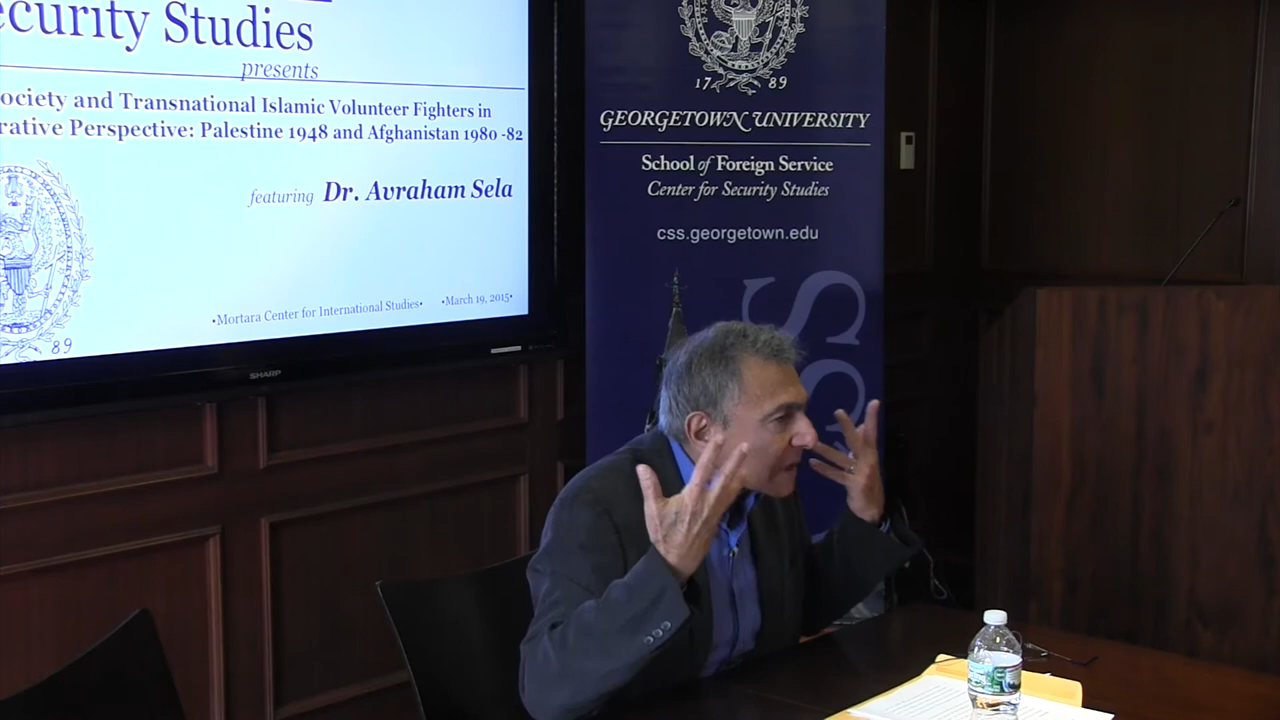 Security Studies
presents
ociety and Transnational Islamic Volunteer Fighters in
rative Perspective: Palestine 1948 and Afghanistan 1980 -82
featuring Dr. Avraham Sela
•Mortara Center for International Studies• •March 19, 2015•
89
SHARP
17 89
GEORGETOWN UNIVERSITY
School of Foreign Service
Center for Security Studies
css.georgetown.edu